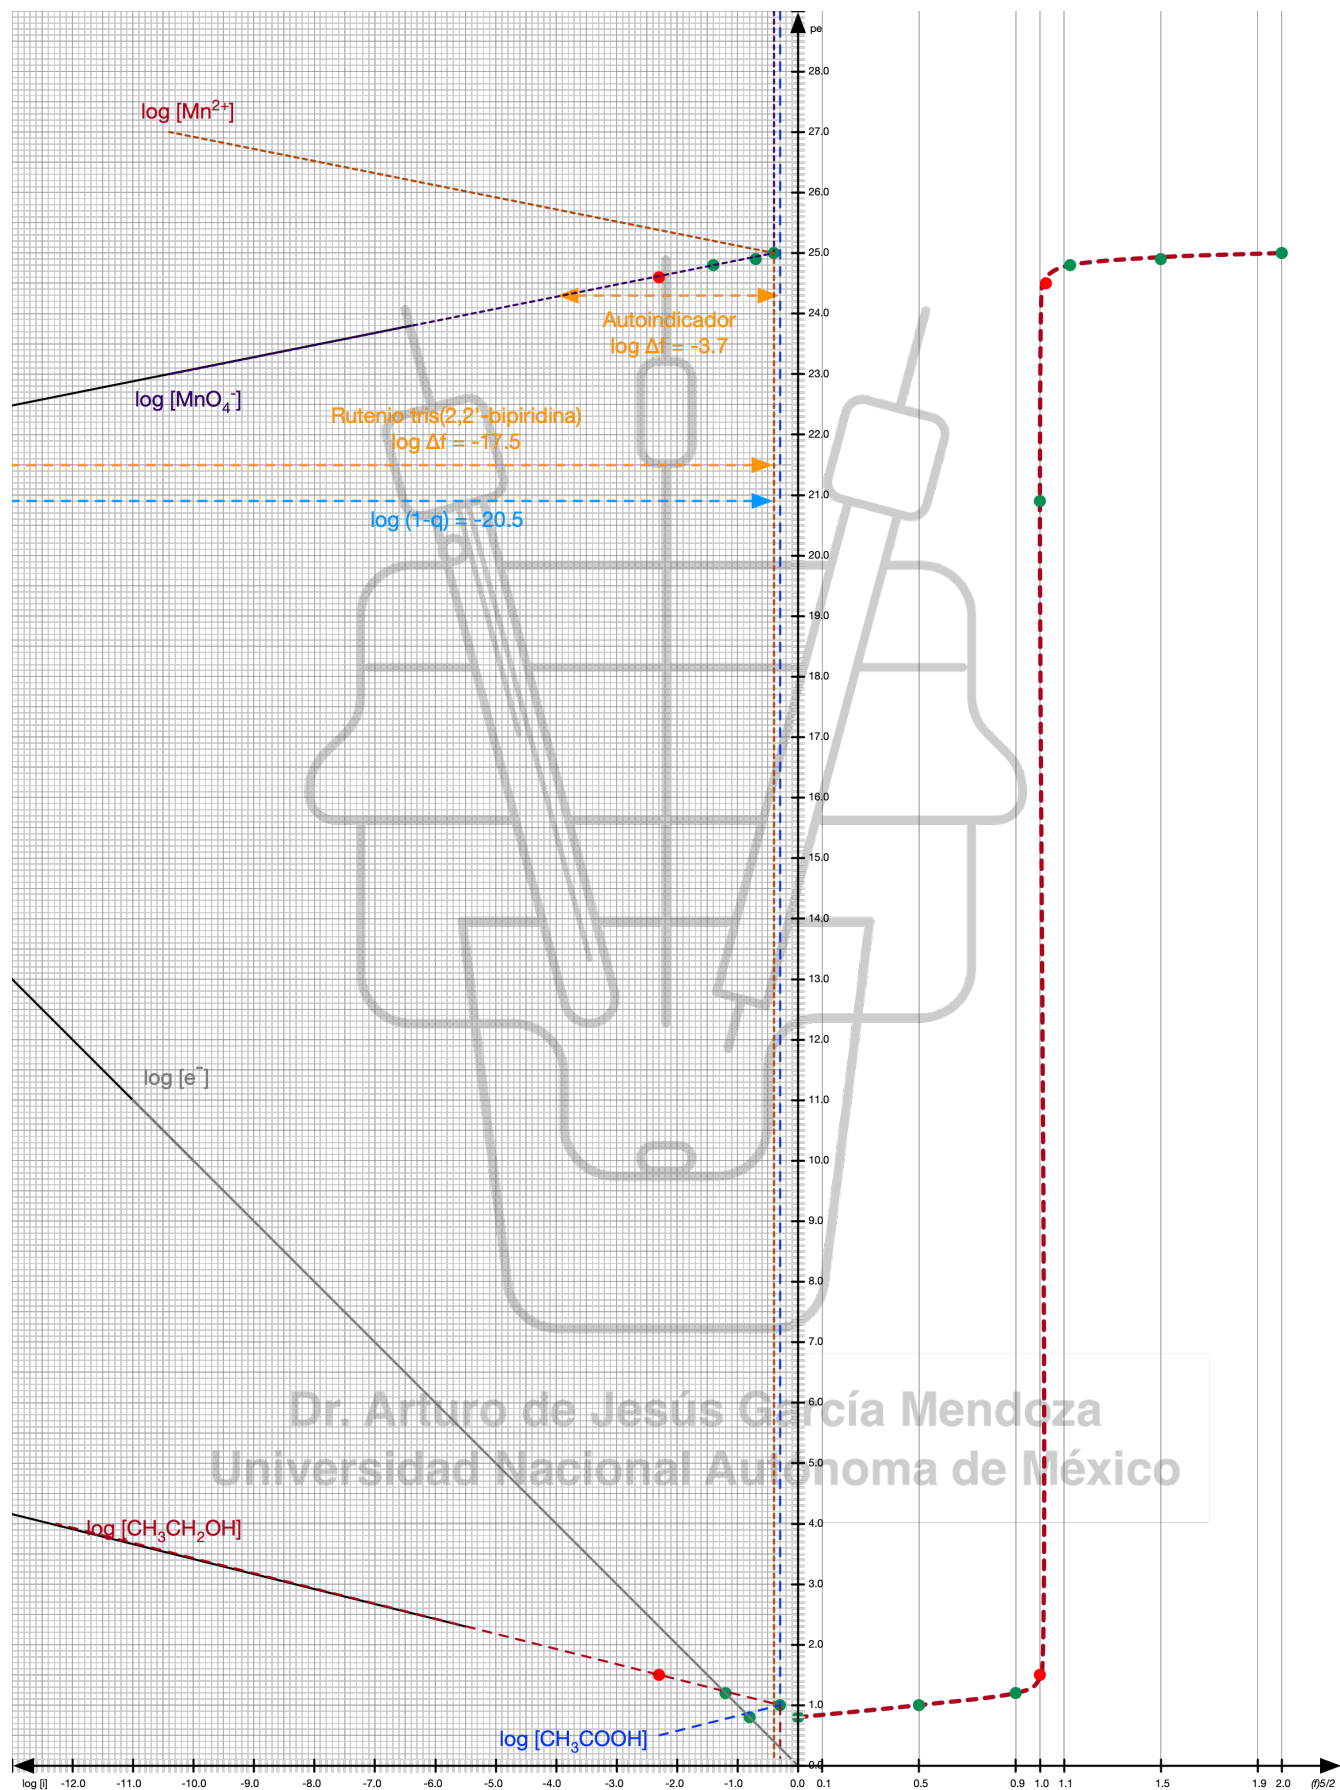 pe
28.0
log [Mn²⁺]
27.0
26.0
25.0
24.0
Autoindicador
log Δf = -3.7
23.0
log [MnO₄⁻]
Rutenio tris(2,2'-bipiridina)
log Δf = -17.5
22.0
21.0
log (1-q) = -20.5
20.0
19.0
18.0
17.0
16.0
15.0
14.0
13.0
12.0
log [e⁻]
11.0
10.0
9.0
8.0
7.0
6.0
Dr. Arturo de Jesús García Mendoza
5.0
Universidad Nacional Autónoma de México
4.0
log [CH₃CH₂OH]
3.0
2.0
1.0
log [CH₃COOH]
0.0
log [i] -12.0 -11.0 -10.0 -9.0 -8.0 -7.0 -6.0 -5.0 -4.0 -3.0 -2.0 -1.0 0.0 0.1 0.5 0.9 1.0 1.1 1.5 1.9 2.0 (f)5/2